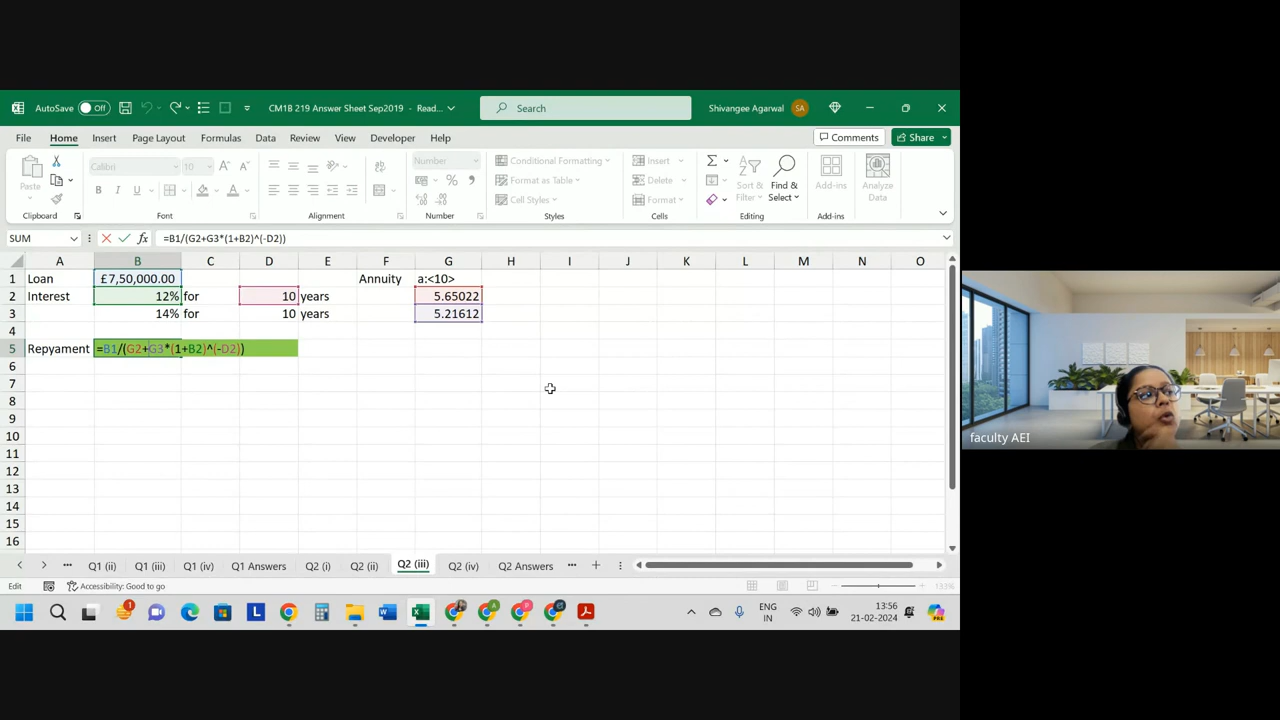 AutoSave Off CM1B 219 Answer Sheet Sep2019 - Read... Search Shivangee Agarwal SA
File Home Insert Page Layout Formulas Data Review View Developer Help Comments Share
Calibri 10 Number Conditional Formatting Insert
Paste Format as Table Delete Sort & Find & Add-ins Analyze
B I U Cell Styles Format Filter Select Data
Clipboard Font Alignment Number Styles Cells Editing Add-ins
SUM =B1/(G2+G3*(1+B2)^(-D2))
A B C D E F G H I J K L M N O
1 Loan £7,50,000.00 Annuity a:<10>
2 Interest 12% for 10 years 5.65022
3 14% for 10 years 5.21612
4
5 Repyament =B1/(G2+G3*(1+B2)^(-D2))
6
7
8
9
10
11
12
13
14
15
16
faculty AEI
Q1 (ii) Q1 (iii) Q1 (iv) Q1 Answers Q2 (i) Q2 (ii) Q2 (iii) Q2 (iv) Q2 Answers
Edit Accessibility: Good to go 133%
ENG IN 13:56 21-02-2024